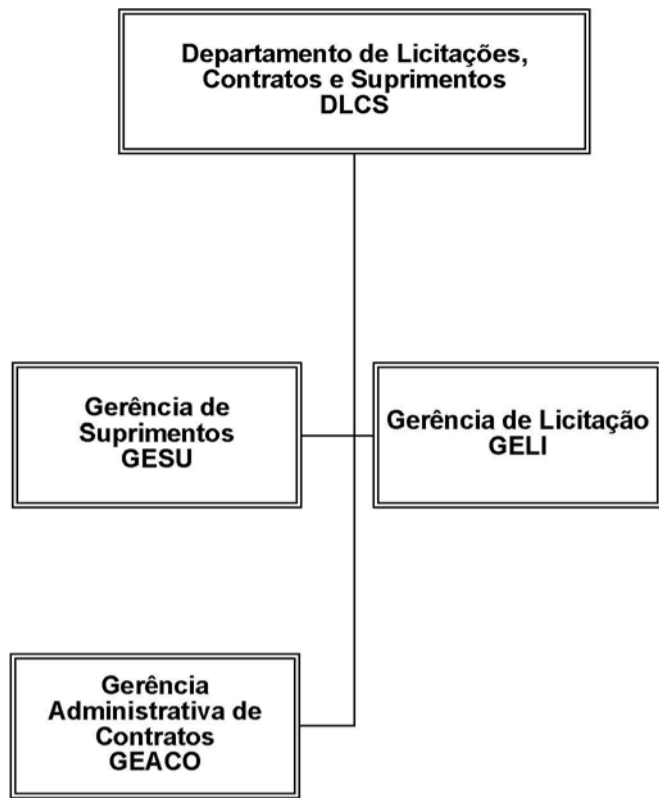 Departamento de Licitações,
Contratos e Suprimentos
DLCS
Gerência de
Suprimentos
GESU
Gerência de Licitação
GELI
Gerência
Administrativa de
Contratos
GEACO